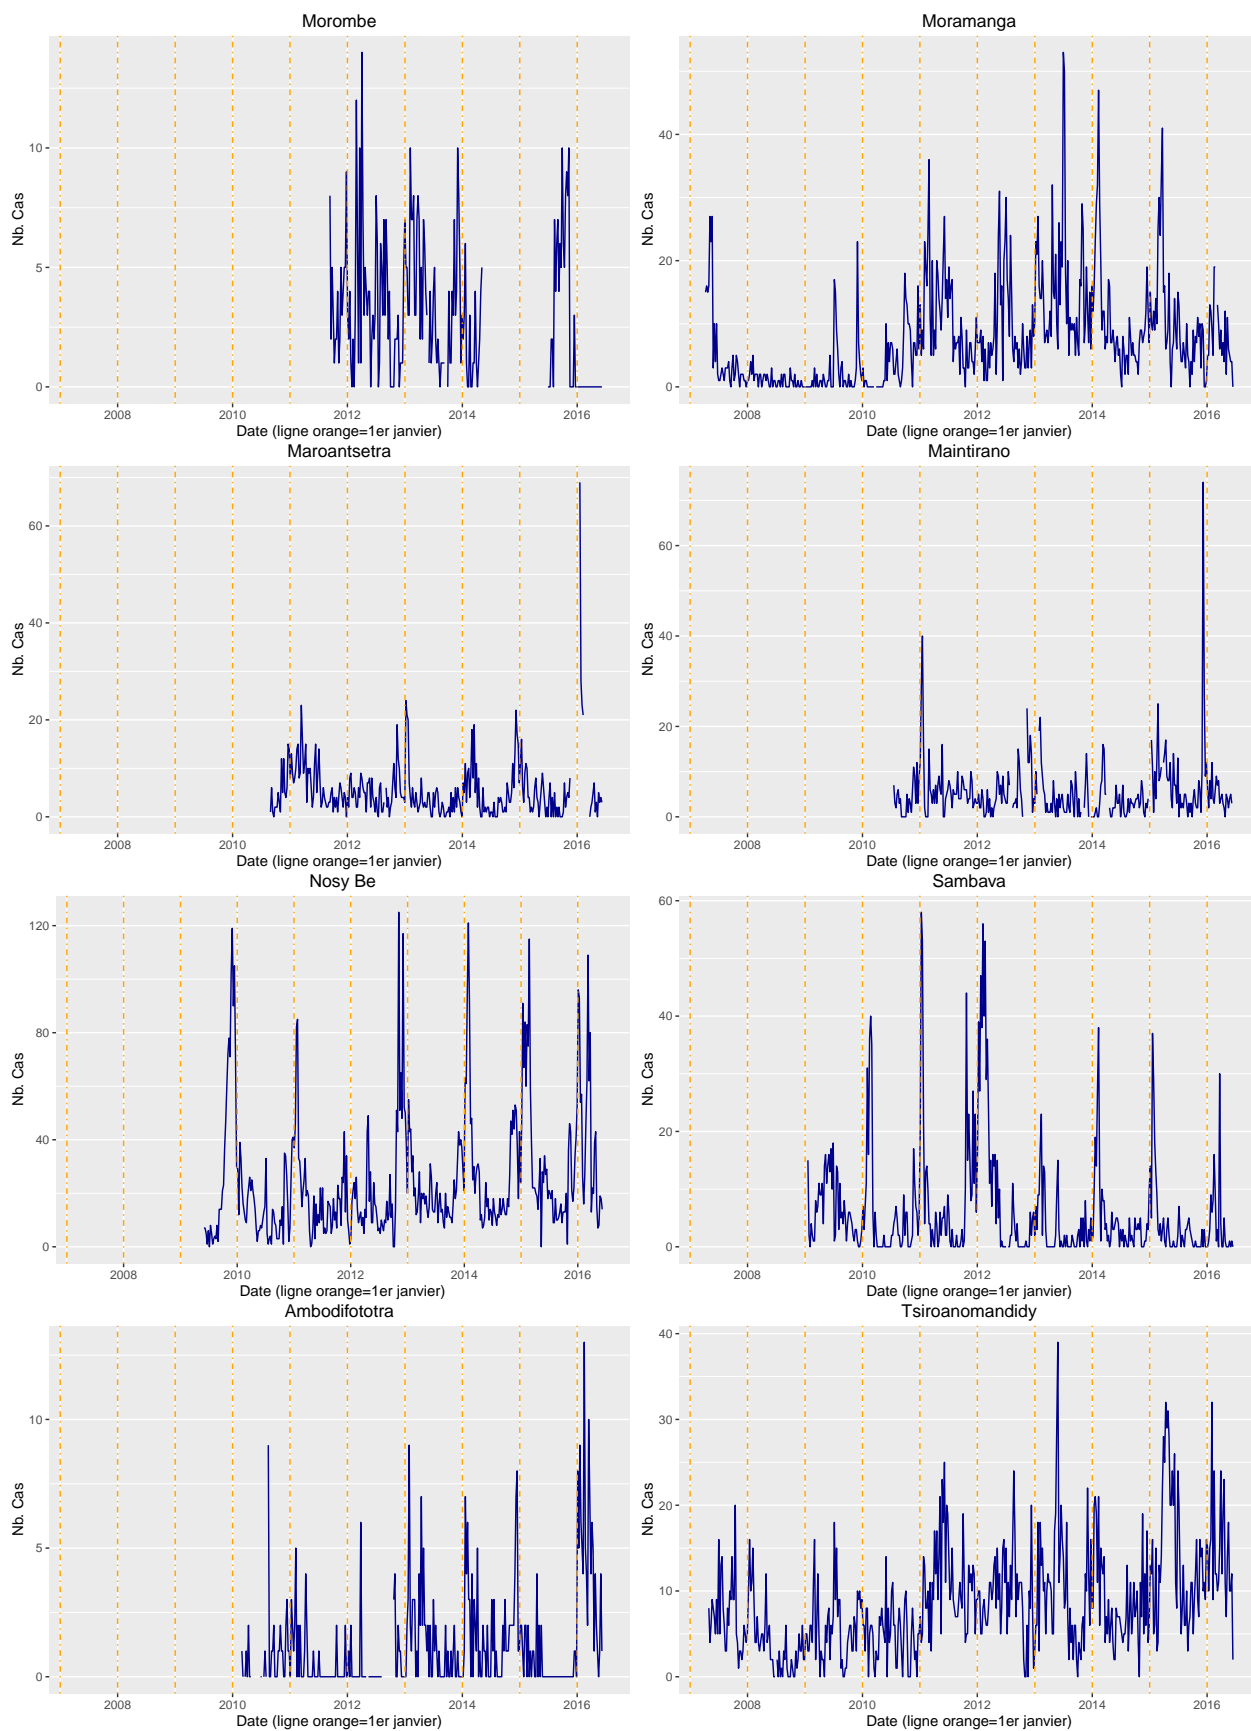 Morombe
Nb. Cas
10
5
0
2008 2010 2012 2014 2016
Date (ligne orange=1er janvier)
Moramanga
Nb. Cas
40
20
0
2008 2010 2012 2014 2016
Date (ligne orange=1er janvier)
Maroantsetra
Nb. Cas
60
40
20
0
2008 2010 2012 2014 2016
Date (ligne orange=1er janvier)
Maintirano
Nb. Cas
60
40
20
0
2008 2010 2012 2014 2016
Date (ligne orange=1er janvier)
Nosy Be
Nb. Cas
120
80
40
0
2008 2010 2012 2014 2016
Date (ligne orange=1er janvier)
Sambava
Nb. Cas
60
40
20
0
2008 2010 2012 2014 2016
Date (ligne orange=1er janvier)
Ambodifototra
Nb. Cas
10
5
0
2008 2010 2012 2014 2016
Date (ligne orange=1er janvier)
Tsiroanomandidy
Nb. Cas
40
30
20
10
0
2008 2010 2012 2014 2016
Date (ligne orange=1er janvier)